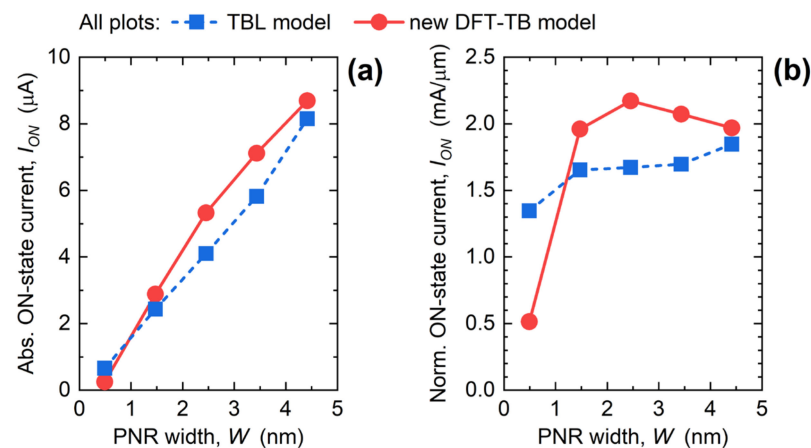 All plots: TBL model new DFT-TB model
(a)
Abs. ON-state current, I_ON (μA)
10
8
6
4
2
0
0 1 2 3 4 5
PNR width, W (nm)
(b)
Norm. ON-state current, I_ON (mA/μm)
2.5
2.0
1.5
1.0
0.5
0.0
0 1 2 3 4 5
PNR width, W (nm)